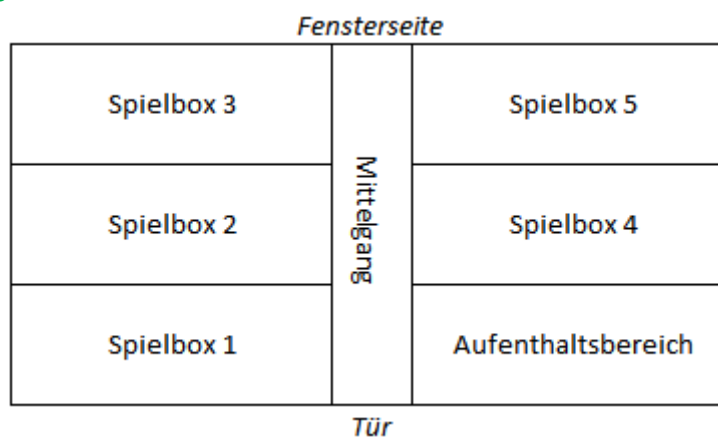 Fensterseite
Spielbox 3
Spielbox 5
Mittelgang
Spielbox 2
Spielbox 4
Spielbox 1
Aufenthaltsbereich
Tür